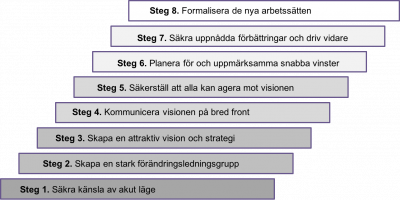 Steg 8. Formalisera de nya arbetssätten
Steg 7. Säkra uppnådda förbättringar och driv vidare
Steg 6. Planera för och uppmärksamma snabba vinster
Steg 5. Säkerställ att alla kan agera mot visionen
Steg 4. Kommunicera visionen på bred front
Steg 3. Skapa en attraktiv vision och strategi
Steg 2. Skapa en stark förändringsledningsgrupp
Steg 1. Säkra känsla av akut läge